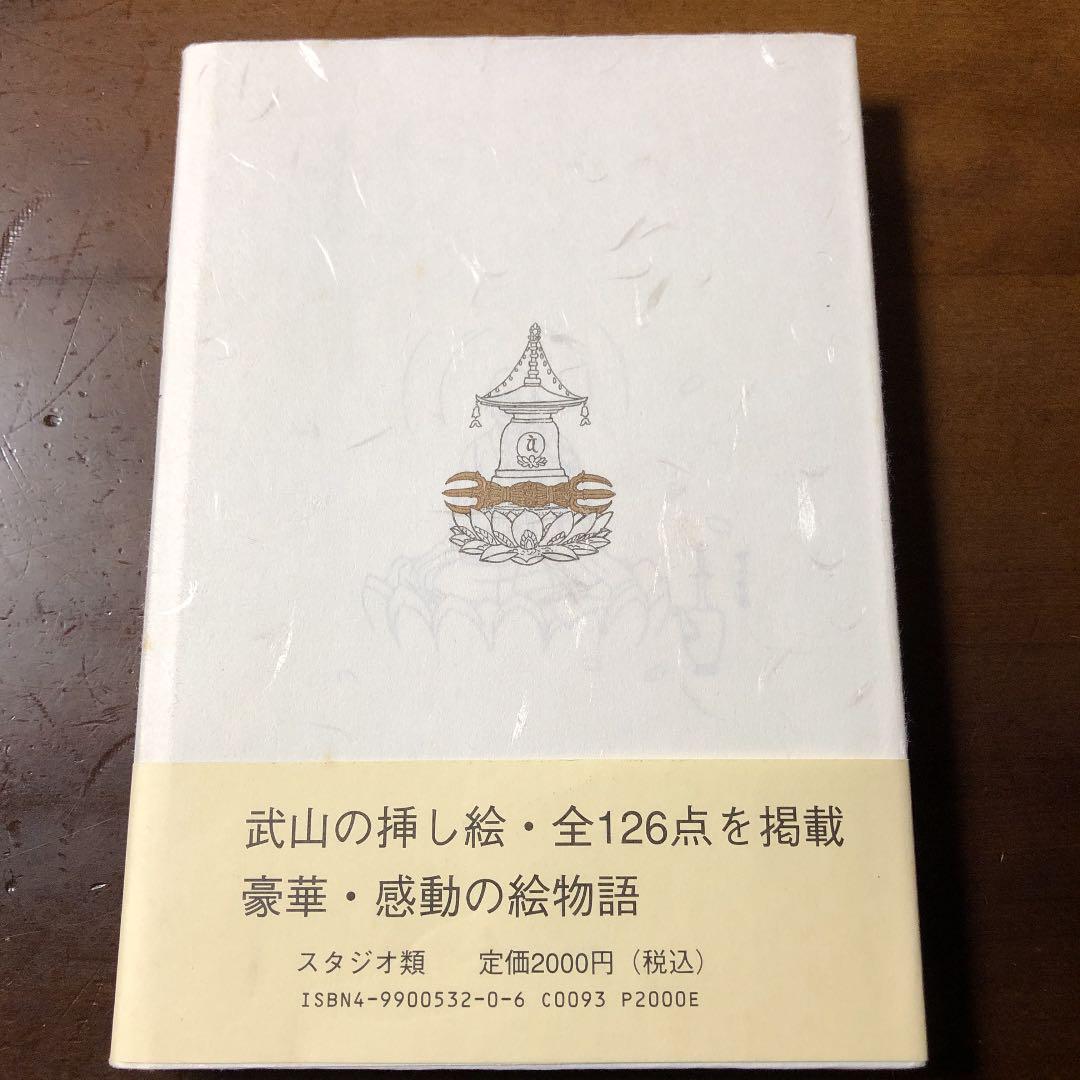 武山の挿し絵・全126点を掲載
豪華・感動の絵物語
スタジオ類　　定価2000円（税込）
ISBN4-9900532-0-6 C0093 P2000E